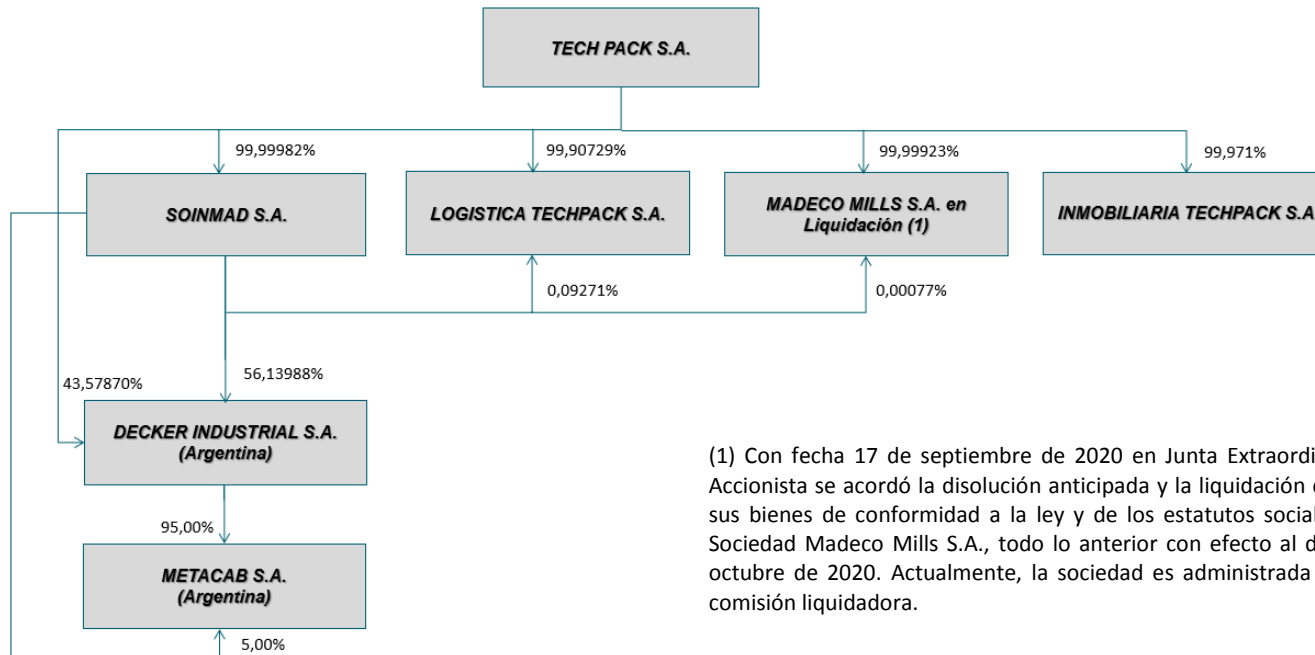 TECH PACK S.A.
99,99982%
99,90729%
99,99923%
99,971%
SOINMAD S.A.
LOGISTICA TECHPACK S.A.
MADECO MILLS S.A. en
Liquidación (1)
INMOBILIARIA TECHPACK S.A
0,09271%
0,00077%
43,57870%
56,13988%
DECKER INDUSTRIAL S.A.
(Argentina)
95,00%
METACAB S.A.
(Argentina)
5,00%
(1) Con fecha 17 de septiembre de 2020 en Junta Extraordi
Accionista se acordó la disolución anticipada y la liquidación
sus bienes de conformidad a la ley y de los estatutos social
Sociedad Madeco Mills S.A., todo lo anterior con efecto al d
octubre de 2020. Actualmente, la sociedad es administrada
comisión liquidadora.